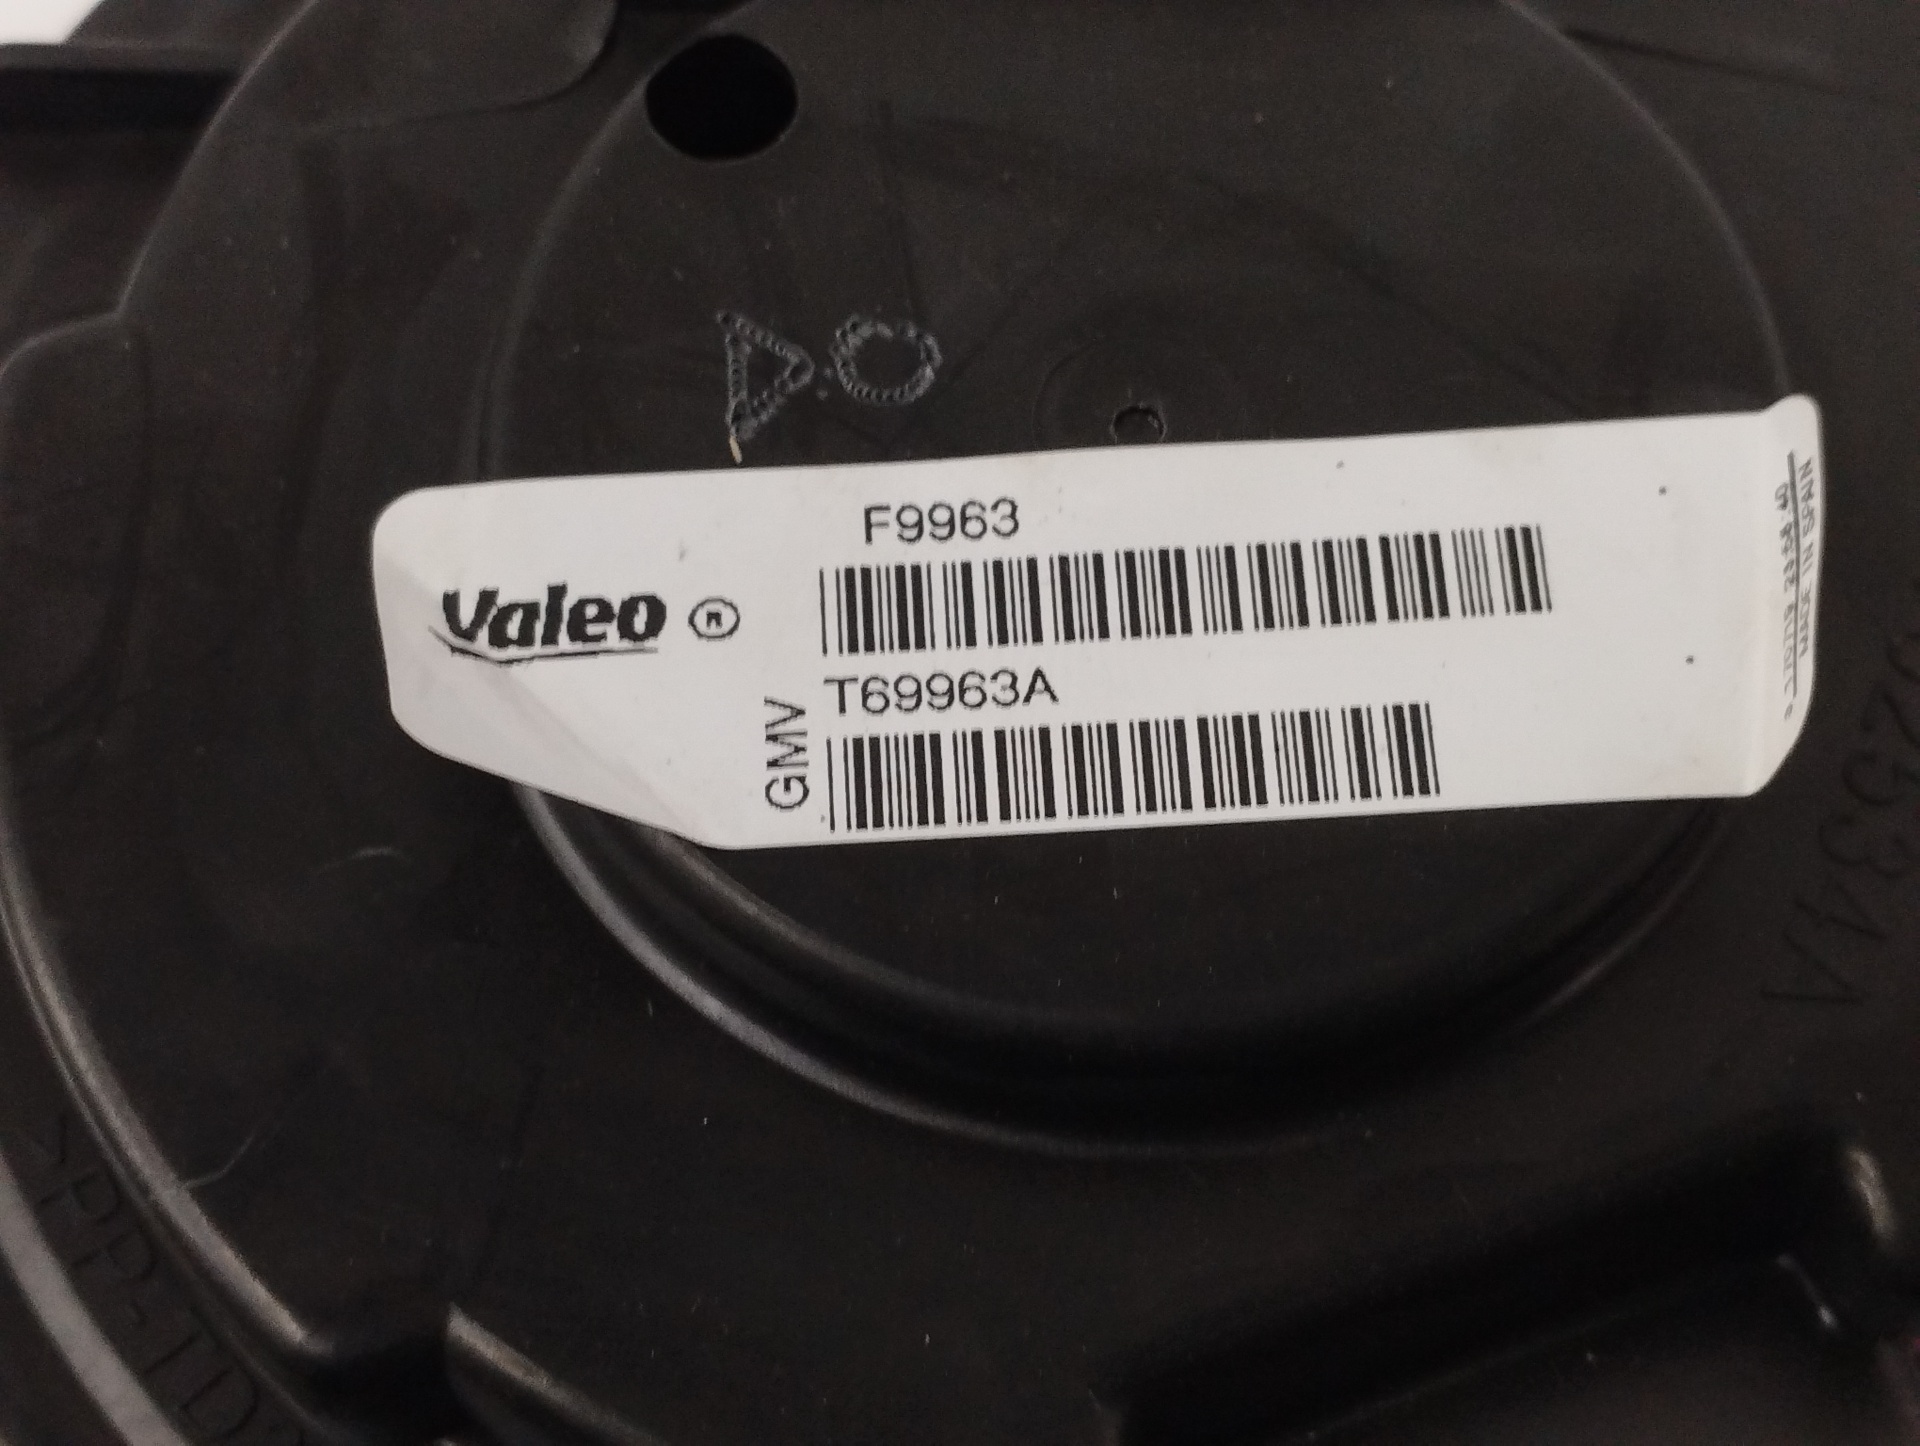 F9963
Valeo ®
T69963A
GMV
MADE IN SPAIN